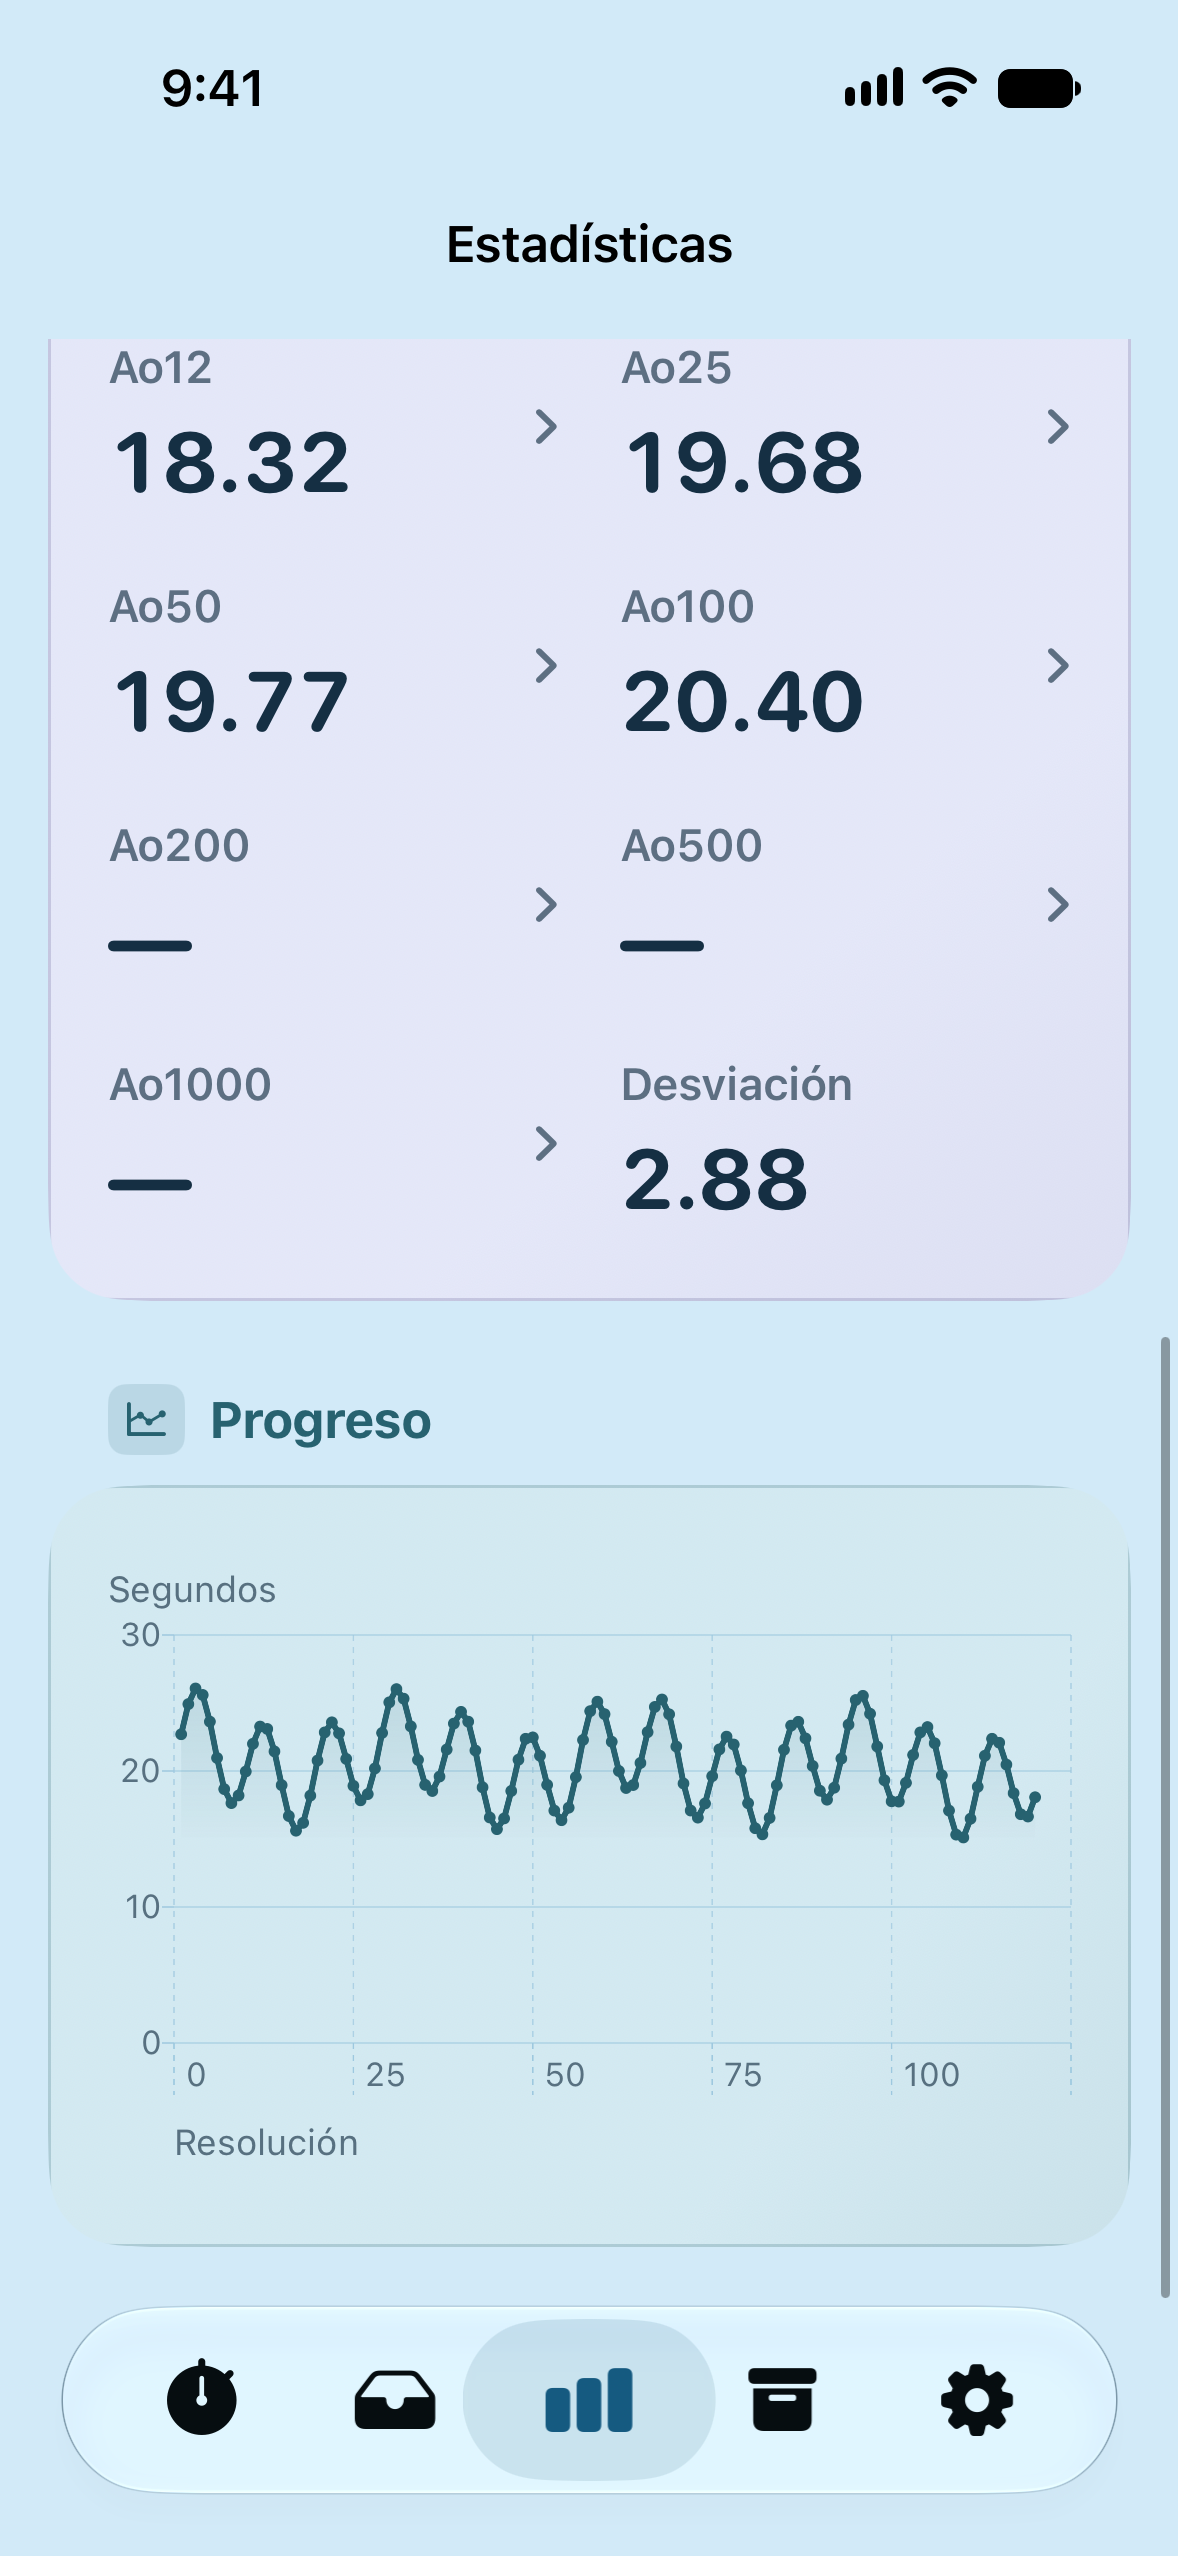 9:41
Estadísticas
Ao12
Ao25
18.32
19.68
Ao50
Ao100
19.77
20.40
Ao200
Ao500
—
—
Ao1000
Desviación
—
2.88
Progreso
Segundos
30
20
10
0
0 25 50 75 100
Resolución